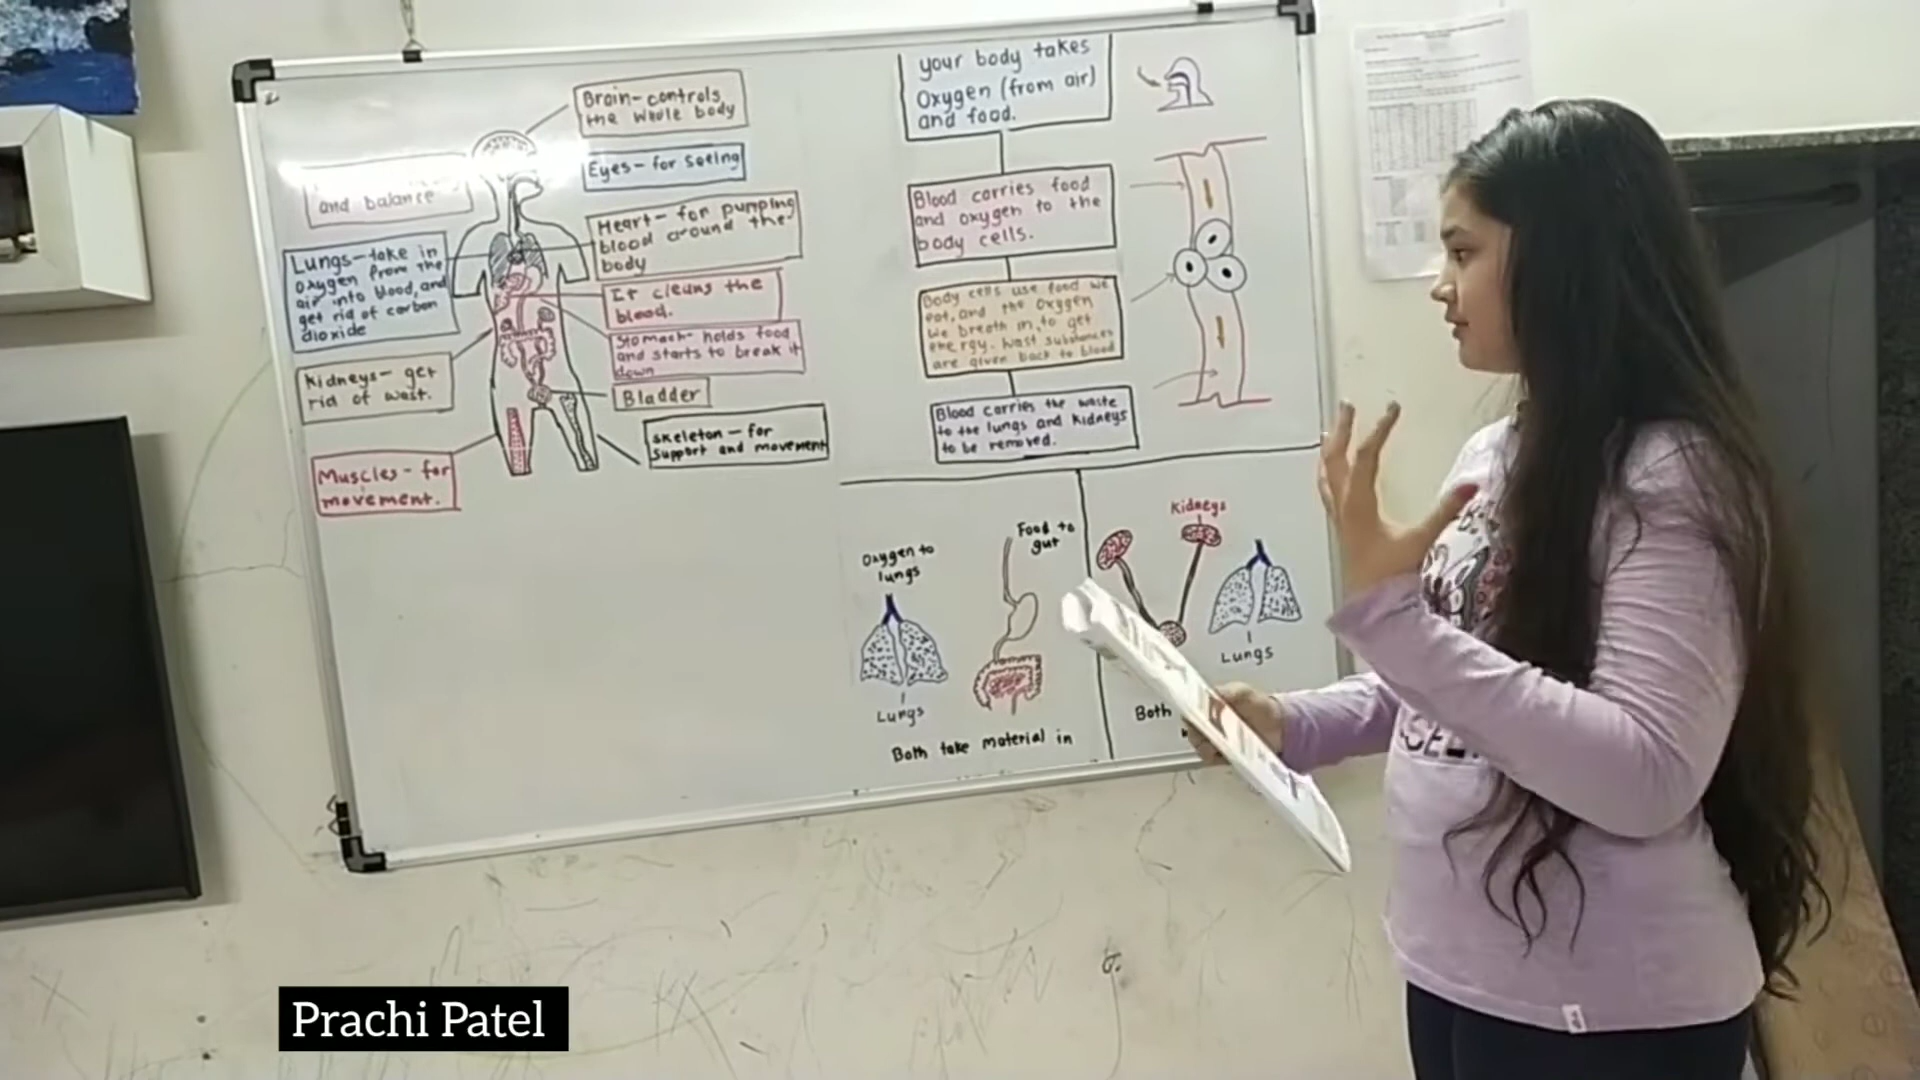 Brain-controls
the whole body
Eyes-for seeing
and balance
Heart-for pumping
blood around the
body
Lungs-take in
oxygen from the
air into blood, and
get rid of carbon
dioxide
It cleans the
blood.
Stomach-holds food
and starts to break it
down
Kidneys-get
rid of wast.
Bladder
Skeleton-for
support and movement
Muscles-for
movement.
your body takes
Oxygen (from air)
and food.
Blood carries food
and oxygen to the
body cells.
Body cells use food we
eat, and the oxygen
we breath in, to get
energy. Wast substances
are given back to blood
Blood carries the waste
to the lungs and kidneys
to be removed.
Oxygen to
lungs
Food to
gut
Lungs
Both take material in
Kidneys
Lungs
Both
Prachi Patel